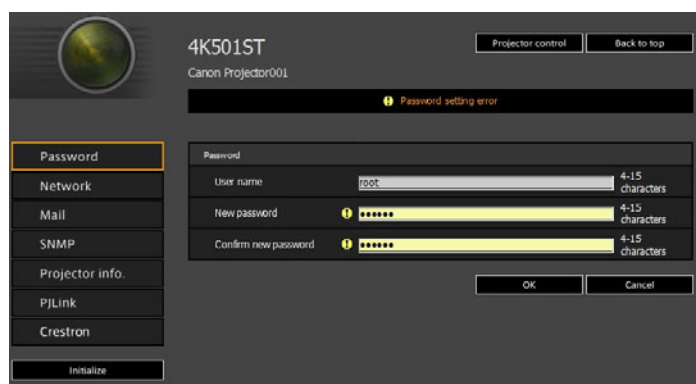 4K501ST
Projector control
Back to top
Canon Projector001
Password setting error
Password
Network
Mail
SNMP
Projector info.
PJLink
Crestron
Initialize
Password
User name
root
4-15
characters
New password
••••••
4-15
characters
Confirm new password
••••••
4-15
characters
OK
Cancel